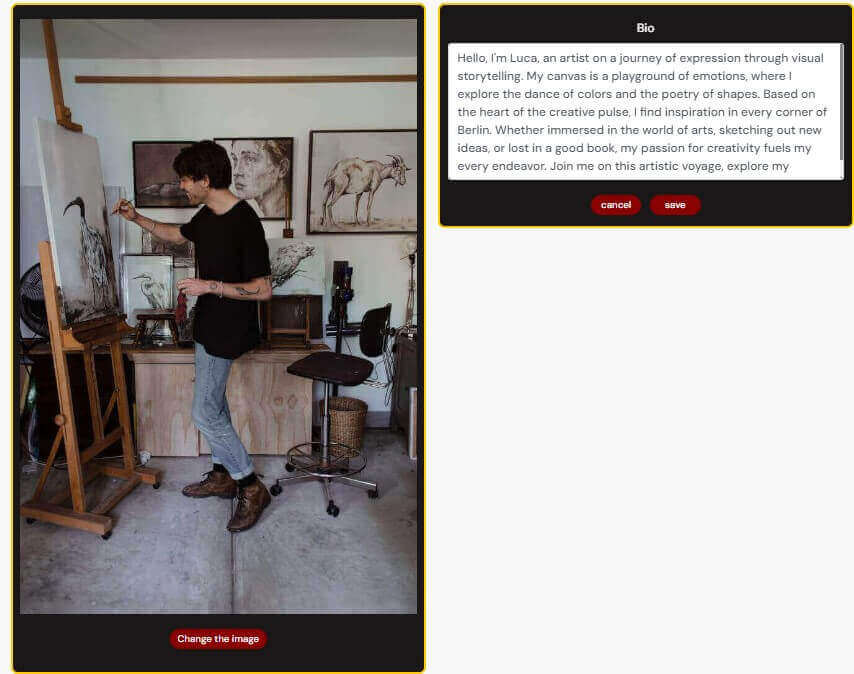 Bio
Hello, I'm Luca, an artist on a journey of expression through visual
storytelling. My canvas is a playground of emotions, where I
explore the dance of colors and the poetry of shapes. Based on
the heart of the creative pulse, I find inspiration in every corner of
Berlin. Whether immersed in the world of arts, sketching out new
ideas, or lost in a good book, my passion for creativity fuels my
every endeavor. Join me on this artistic voyage, explore my
cancel
save
Change the image